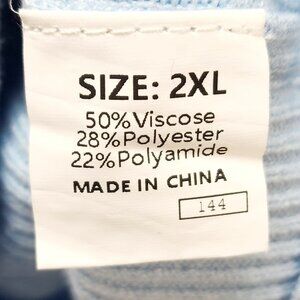 SIZE: 2XL
50%Viscose
28%Polyester
22%Polyamide
MADE IN CHINA
144